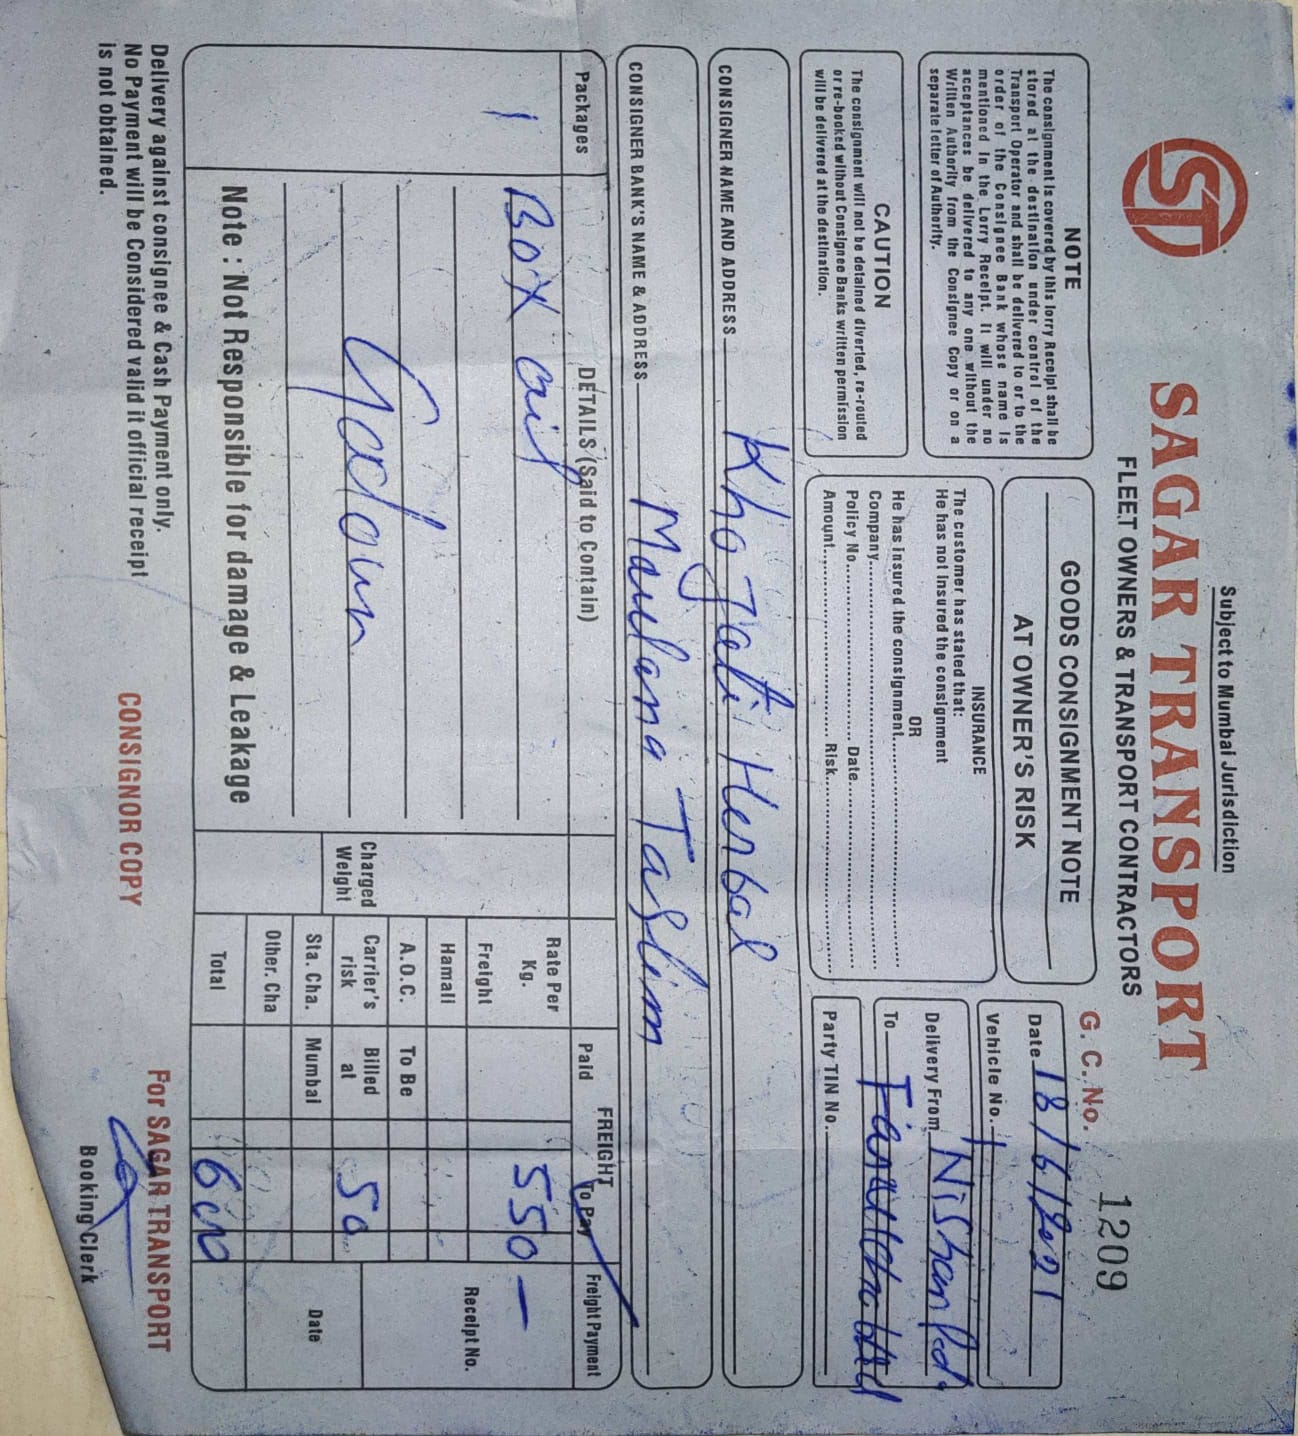 Subject to Mumbai Jurisdiction
ST
SAGAR TRANSPORT
FLEET OWNERS & TRANSPORT CONTRACTORS
G. C. No. 1209
NOTE
The consignment is covered by this lorry Receipt shall be
stored at the destination under control of the
Transport Operator and shall be delivered to or to the
order of the Consignee Bank whose name is
mentioned in the Lorry Receipt. It will under no
acceptances be delivered to any one without the
Written Authority from the Consignee Copy or on a
separate letter of Authority.
CAUTION
The consignment will not be detained diverted, re-routed
or re-booked without Consignee Banks written permission
will be delivered at the destination.
GOODS CONSIGNMENT NOTE
AT OWNER'S RISK
INSURANCE
The customer has stated that:
He has not insured the consignment
OR
He has insured the consignment
Company
Policy No. Date
Amount Risk
Date 18/6/2021
Vehicle No.
Delivery From Nishanpad
To
Party TIN No.
CONSIGNER NAME AND ADDRESS Khojati Herbal
CONSIGNER BANK'S NAME & ADDRESS Maulana Taslim
Packages DETAILS (Said to Contain) FREIGHT
Paid To Pay Freight Payment
1 Box oil
Godown
Rate Per Kg. 550 -
Freight
Hamall
A.O.C. To Be
Charged Weight
Carrier's risk Billed at 50
Sta. Cha. Mumbai
Other. Cha
Total 600
Receipt No.
Date
Note : Not Responsible for damage & Leakage
Delivery against consignee & Cash Payment only.
No Payment will be Considered valid if official receipt
is not obtained.
CONSIGNOR COPY
For SAGAR TRANSPORT
Booking Clerk